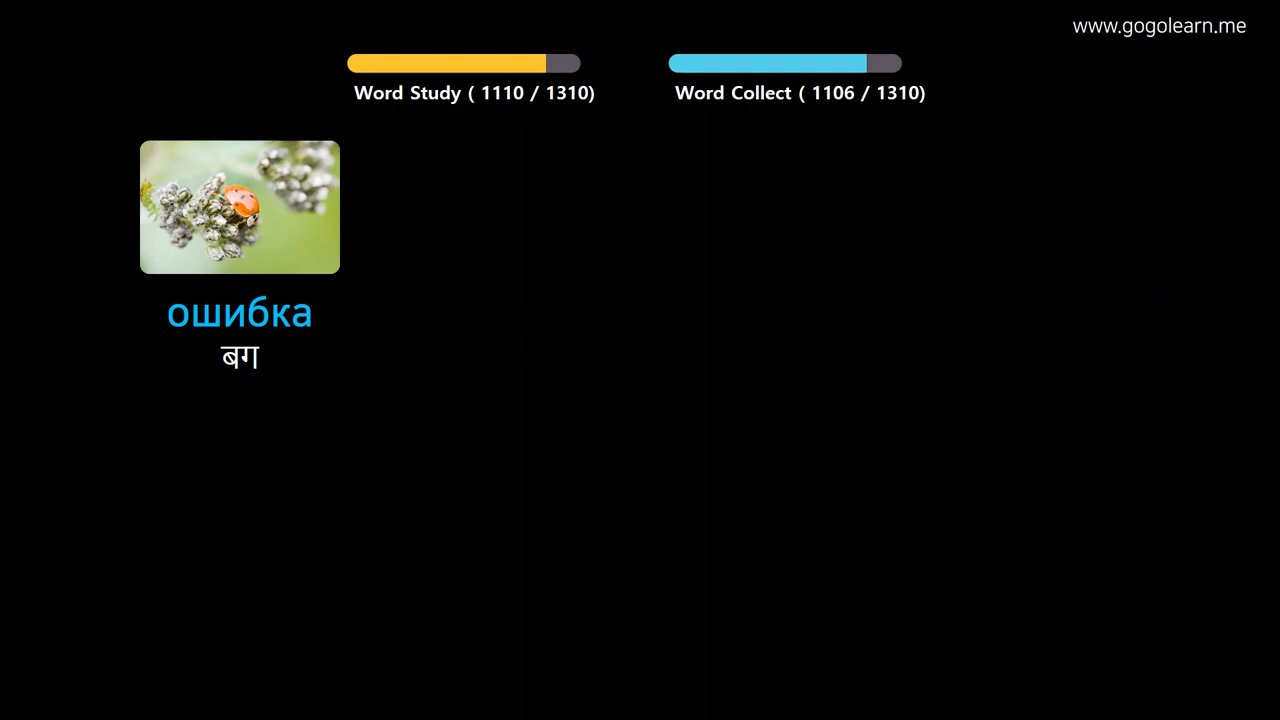 www.gogolearn.me
Word Study ( 1110 / 1310)
Word Collect ( 1106 / 1310)
ошибка
बग